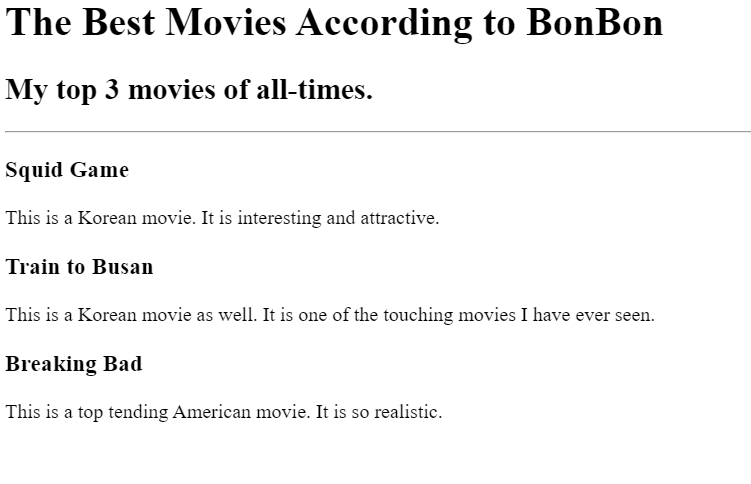 The Best Movies According to BonBon
My top 3 movies of all-times.
Squid Game
This is a Korean movie. It is interesting and attractive.
Train to Busan
This is a Korean movie as well. It is one of the touching movies I have ever seen.
Breaking Bad
This is a top tending American movie. It is so realistic.